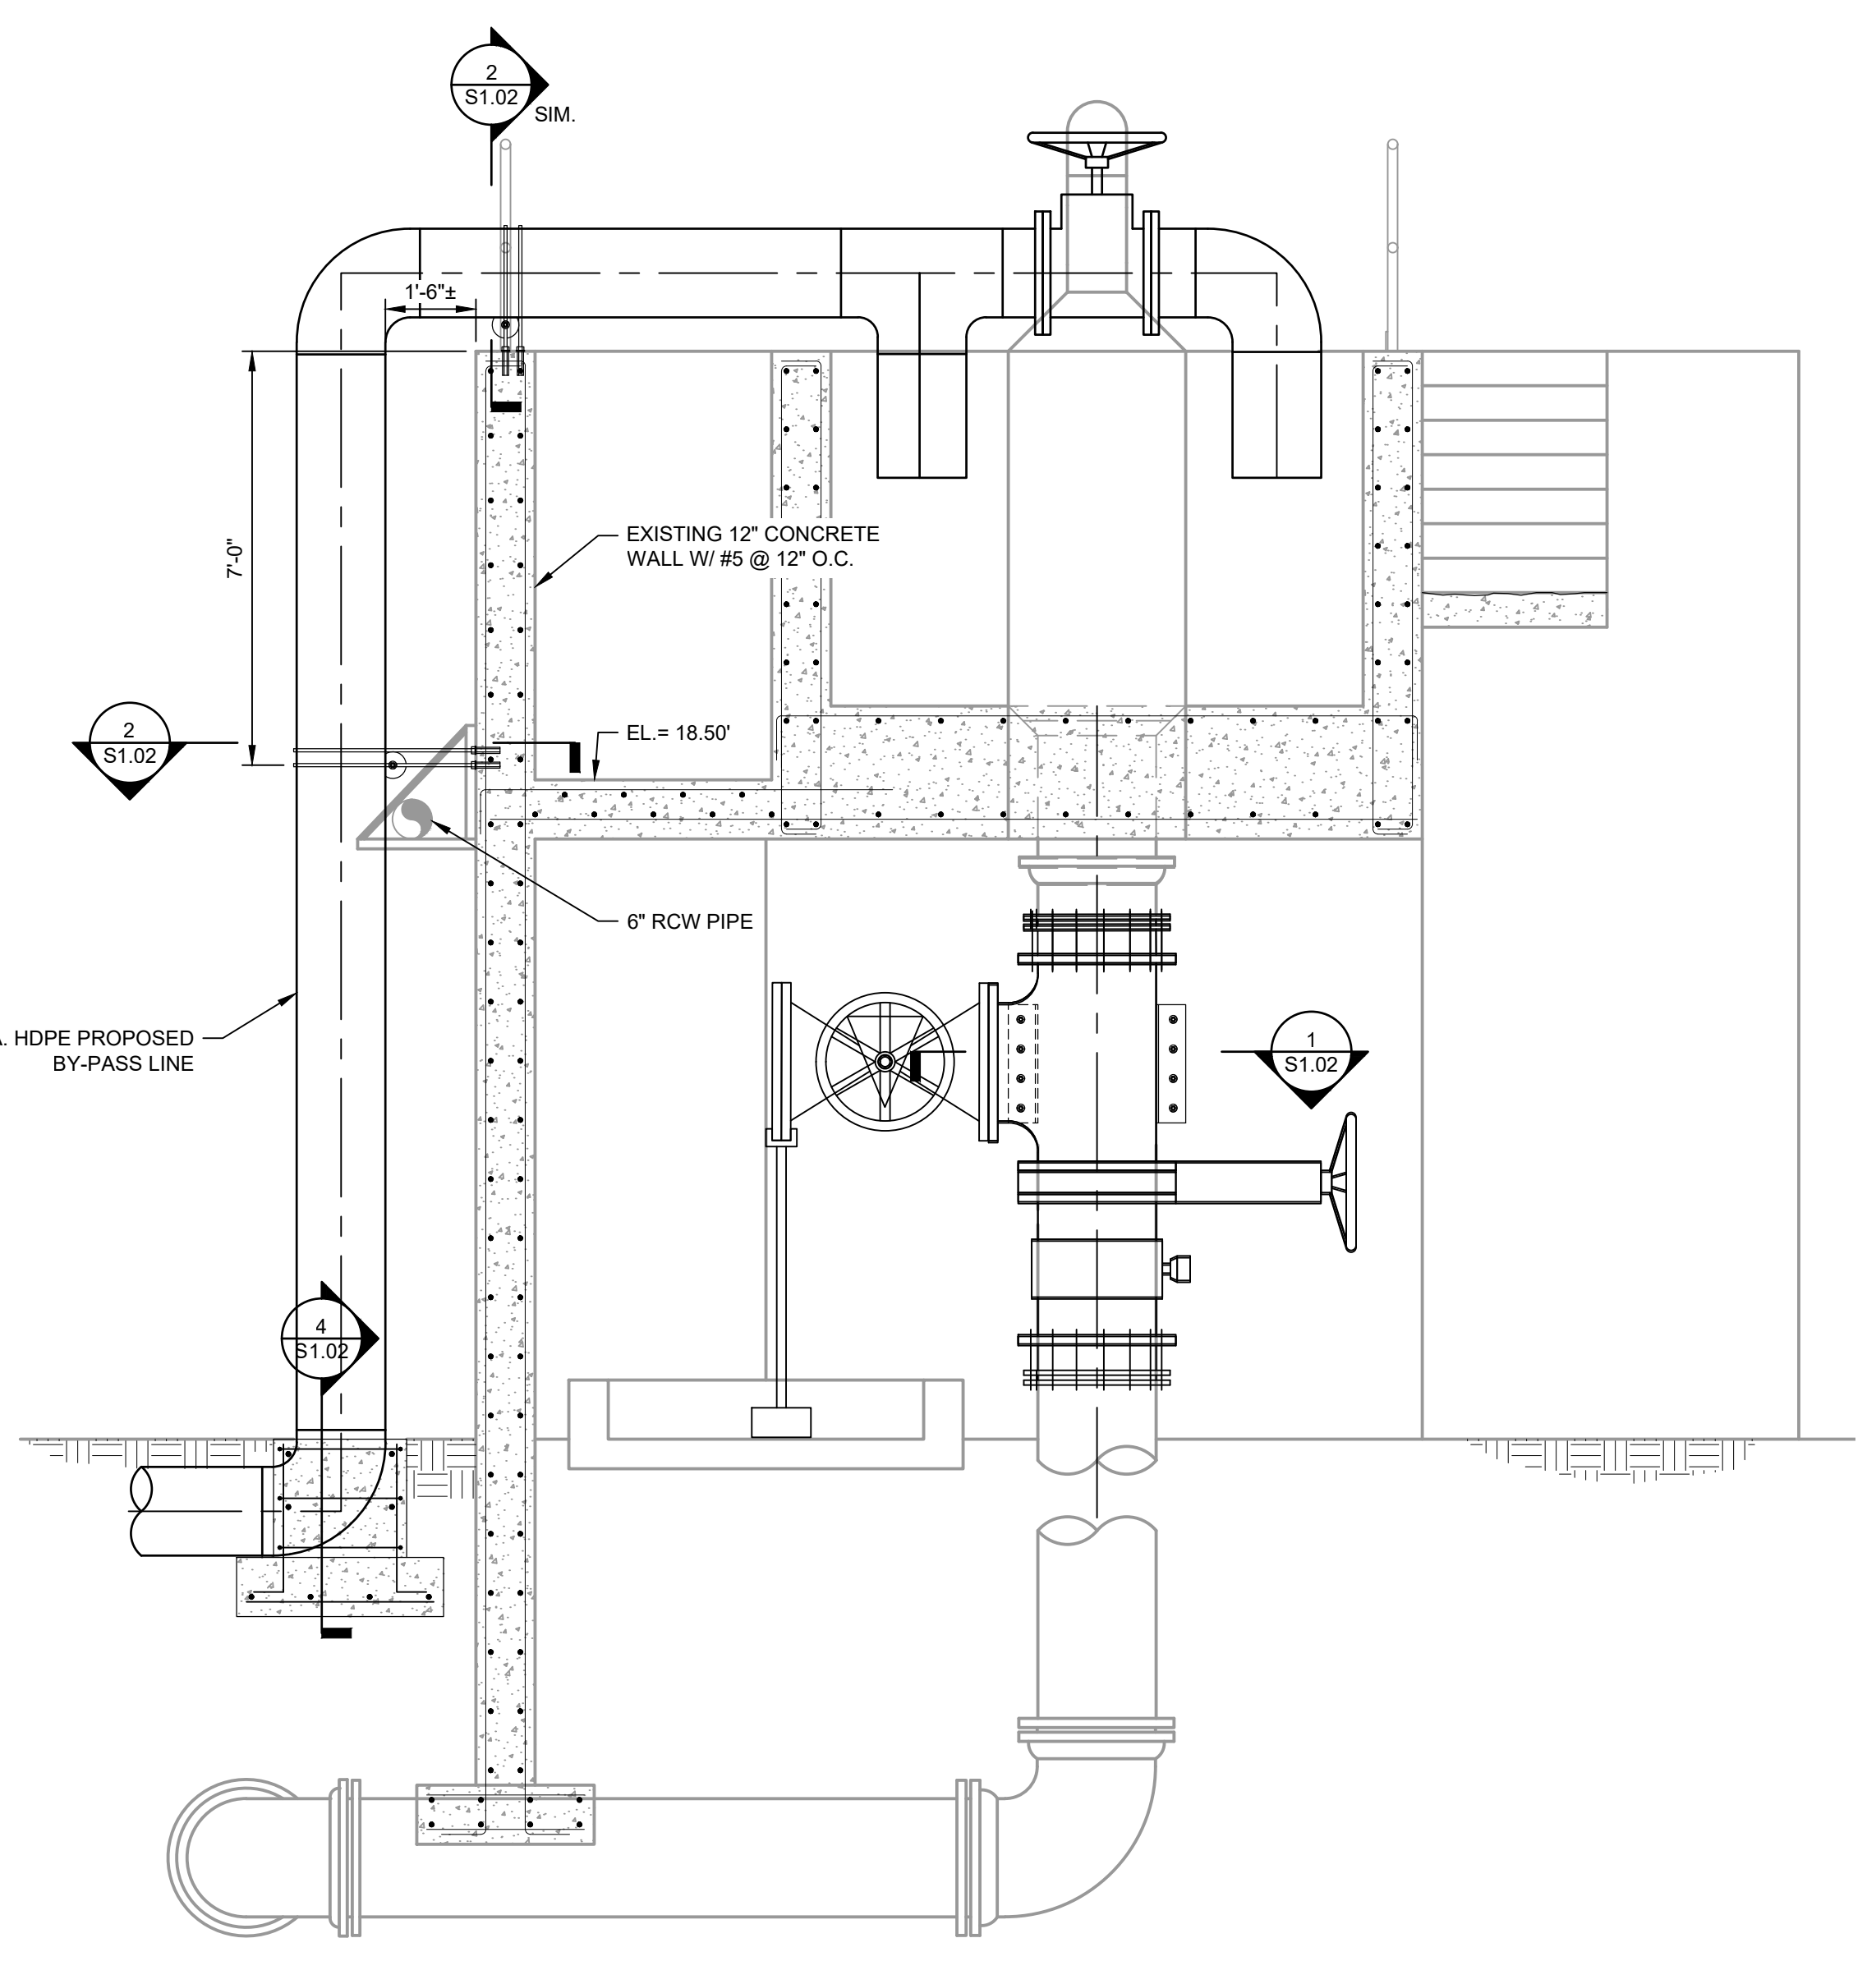 2
S1.02
SIM.
1'-6"±
7'-0"
EXISTING 12" CONCRETE
WALL W/ #5 @ 12" O.C.
2
S1.02
EL.= 18.50'
6" RCW PIPE
HDPE PROPOSED
BY-PASS LINE
1
S1.02
4
S1.02